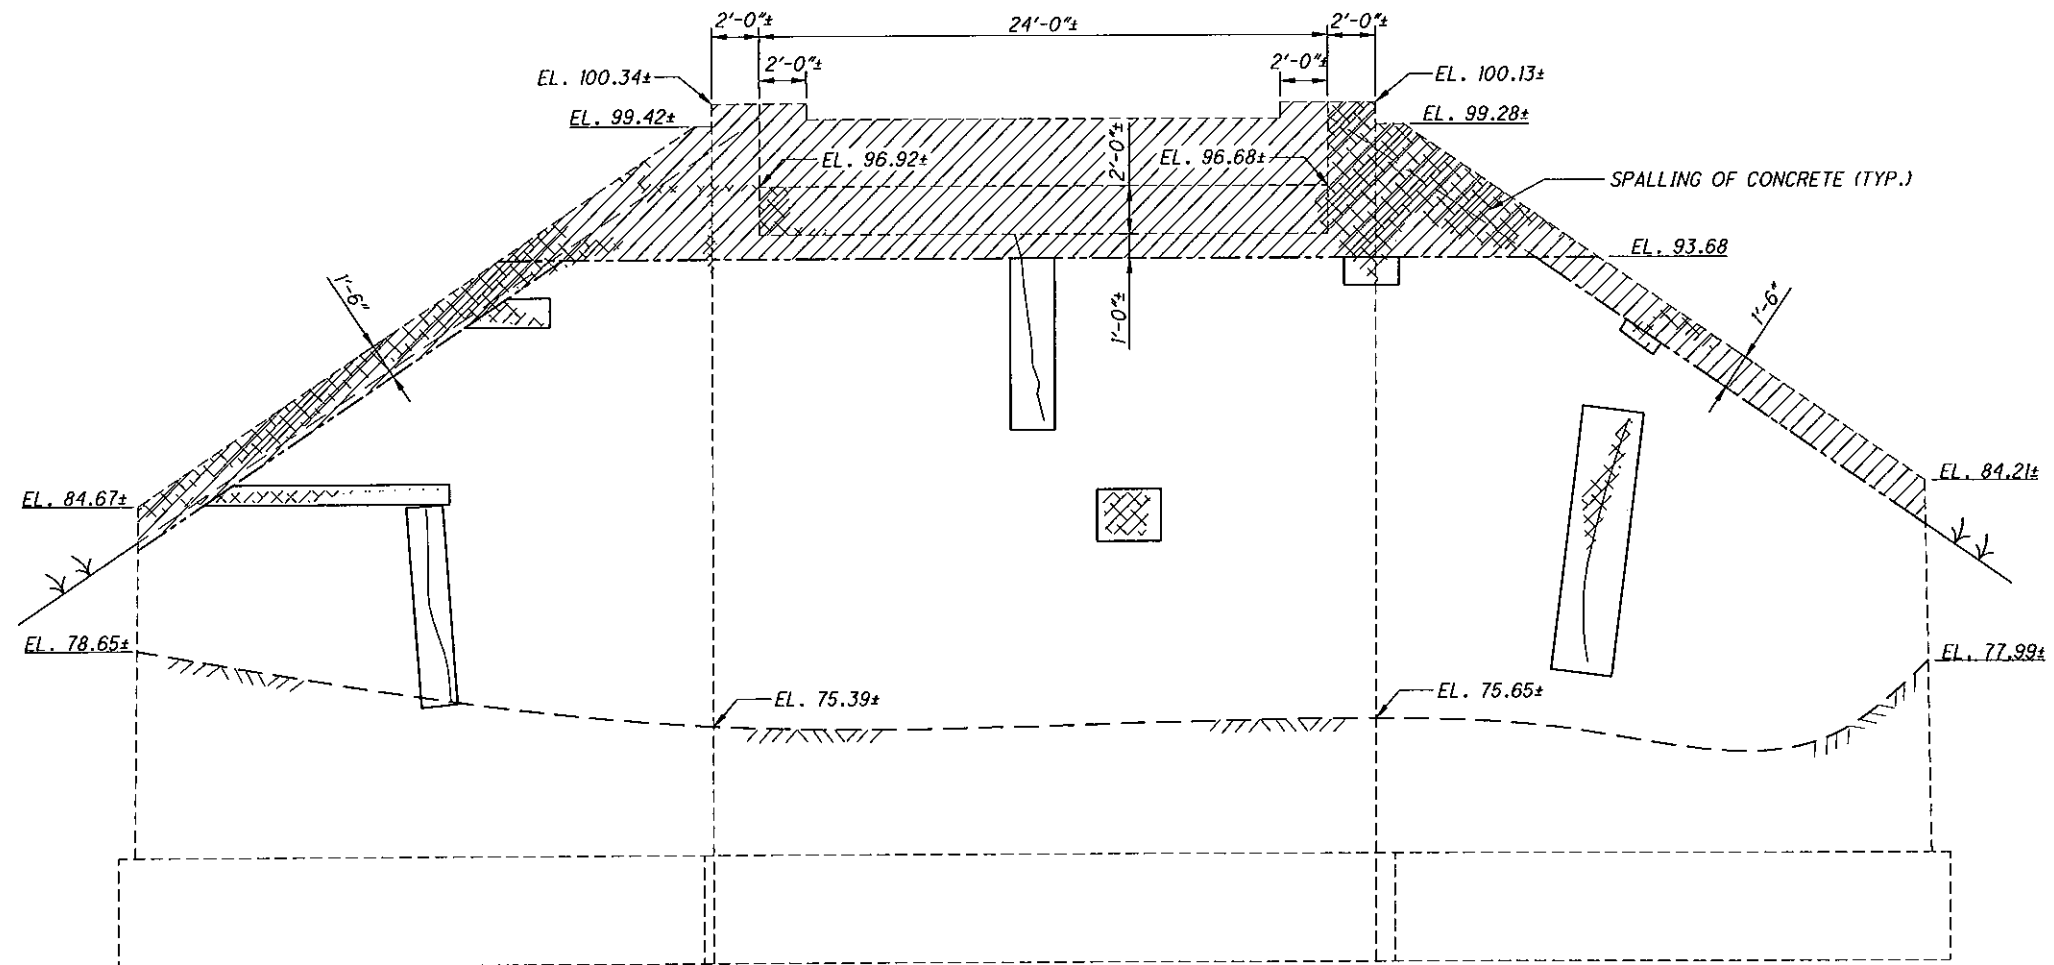 2'-0"±
24'-0"±
2'-0"±
2'-0"±
2'-0"±
EL. 100.34±
EL. 100.13±
EL. 99.42±
EL. 99.28±
EL. 96.92±
2'-0"±
EL. 96.68±
SPALLING OF CONCRETE (TYP.)
EL. 93.68
1'-6"
1'-0"±
1'-6"
EL. 84.67±
EL. 84.21±
EL. 78.65±
EL. 77.99±
EL. 75.39±
EL. 75.65±